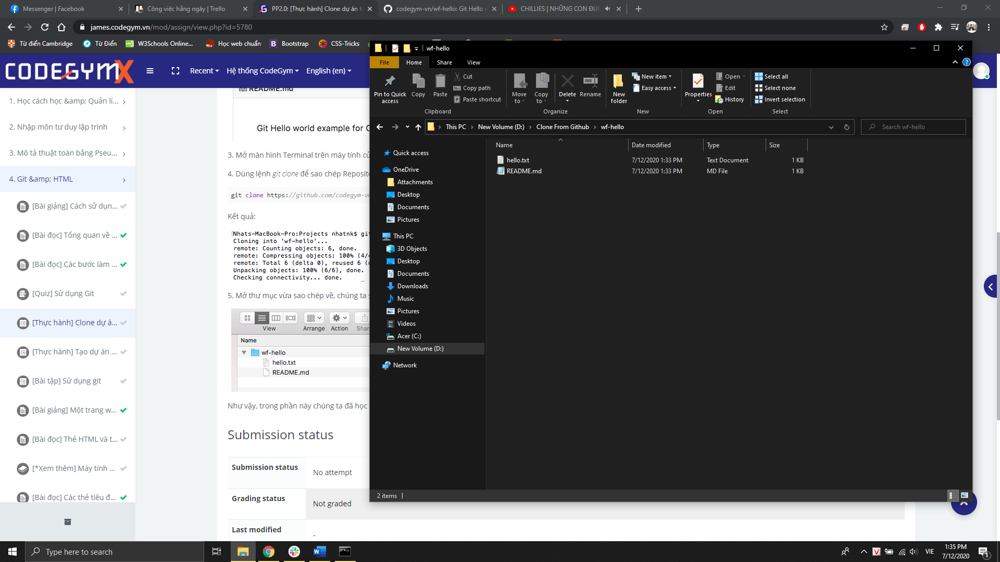 Messenger | Facebook
Công việc hằng ngày | Trello
PP2.0: [Thực hành] Clone dự án t
codegym-vn/wf-hello: Git Hello w
CHILLIES | NHỮNG CON ĐƯ
james.codegym.vn/mod/assign/view.php?id=5780
Từ điển Cambridge
Từ Điển
W3Schools Online...
Học web chuẩn
Bootstrap
CSS-Tricks
CODEGYMX
Recent
Hệ thống CodeGym
English (en)
1. Học cách học &amp; Quản lí...
2. Nhập môn tư duy lập trình
3. Mô tả thuật toán bằng Pseu...
4. Git &amp; HTML
[Bài giảng] Cách sử dụn...
[Bài đọc] Tổng quan về ...
[Bài đọc] Các bước làm ...
[Quiz] Sử dụng Git
[Thực hành] Clone dự á...
[Thực hành] Tạo dự án ...
[Bài tập] Sử dụng git
[Bài giảng] Một trang w...
[Bài đọc] Thẻ HTML và t...
[*Xem thêm] Máy tính ...
[Bài đọc] Các thẻ tiêu đ...
README.md
Git Hello world example for C
3. Mở màn hình Terminal trên máy tính củ
4. Dùng lệnh git clone để sao chép Reposito
git clone https://github.com/codegym-vn
Kết quả:
[Nhats-MacBook-Pro:Projects nhatnk$ git
Cloning into 'wf-hello'...
remote: Counting objects: 6, done.
remote: Compressing objects: 100% (4/4
remote: Total 6 (delta 0), reused 6 (d
Unpacking objects: 100% (6/6), done.
Checking connectivity... done.
5. Mở thư mục vừa sao chép về, chúng ta s
View
Arrange
Action
Shar
Name
wf-hello
hello.txt
README.md
Như vậy, trong phần này chúng ta đã học
Submission status
Submission status
No attempt
Grading status
Not graded
Last modified
-
wf-hello
File
Home
Share
View
Pin to Quick access
Copy
Paste
Cut
Copy path
Paste shortcut
Clipboard
Move to
Copy to
Delete
Rename
Organize
New folder
New item
Easy access
New
Properties
Open
Edit
History
Open
Select all
Select none
Invert selection
Select
This PC
New Volume (D:)
Clone From Github
wf-hello
Search wf-hello
Quick access
OneDrive
Attachments
Desktop
Documents
Pictures
This PC
3D Objects
Desktop
Documents
Downloads
Music
Pictures
Videos
Acer (C:)
New Volume (D:)
Network
Name
Date modified
Type
Size
hello.txt
7/12/2020 1:33 PM
Text Document
1 KB
README.md
7/12/2020 1:33 PM
MD File
1 KB
2 items
Type here to search
VIE
1:35 PM
7/12/2020
1